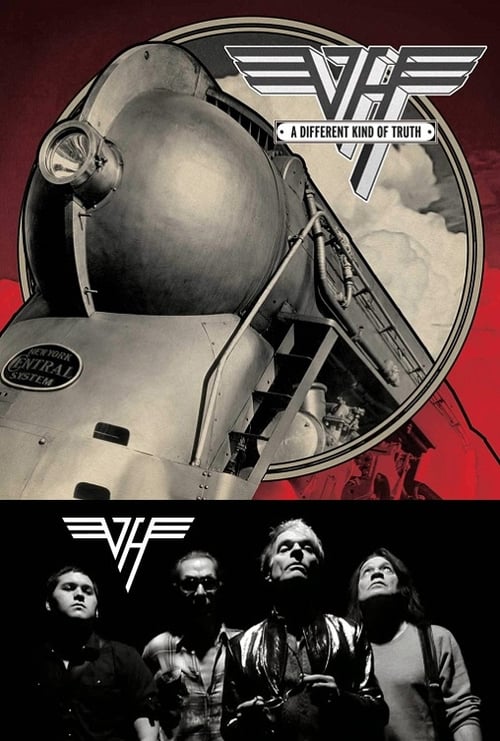 VH
A DIFFERENT KIND OF TRUTH
NEW YORK
CENTRAL
SYSTEM
VH